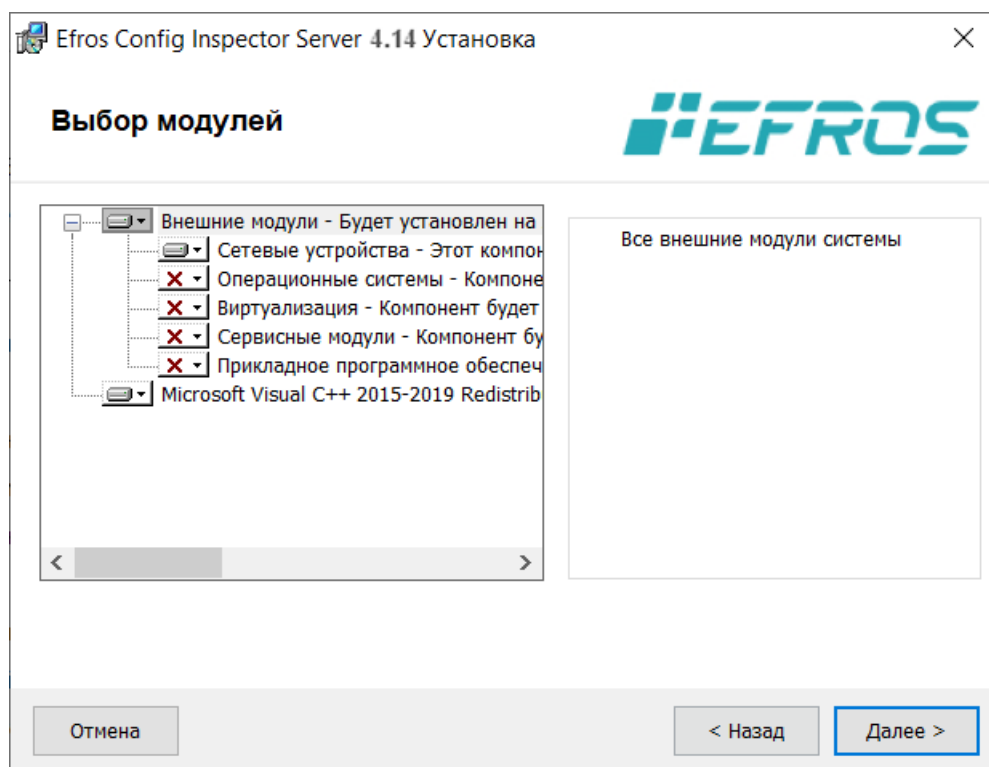 Efros Config Inspector Server 4.14 Установка
Выбор модулей
EFROS
Внешние модули - Будет установлен на
Сетевые устройства - Этот компон
Операционные системы - Компоне
Виртуализация - Компонент будет
Сервисные модули - Компонент бу
Прикладное программное обеспеч
Microsoft Visual C++ 2015-2019 Redistrib
Все внешние модули системы
Отмена
< Назад
Далее >